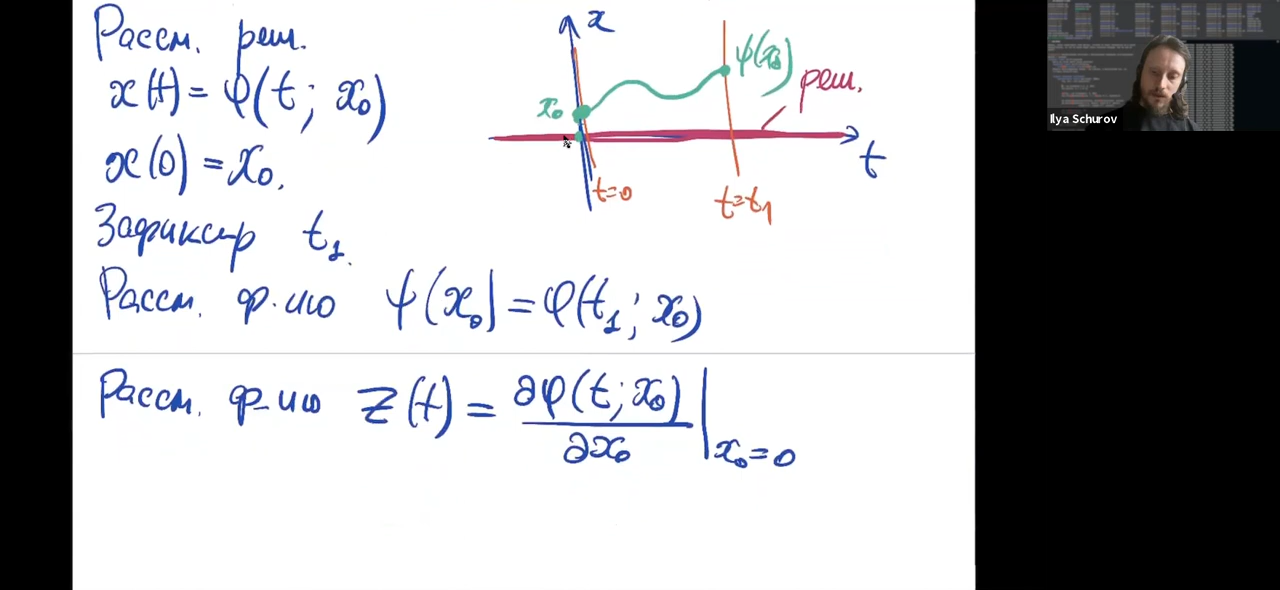 Рассм. реш.
x(t) = φ(t; x₀)
x(0) = x₀.
Зафиксир t₁.
Рассм. ф-ию ψ(x₀) = φ(t₁; x₀)
x
x₀
ψ(x₀)
реш.
t
t=0
t=t₁
Рассм. ф-ию z(t) = ∂φ(t; x₀)/∂x₀ |x₀=0
Ilya Schurov